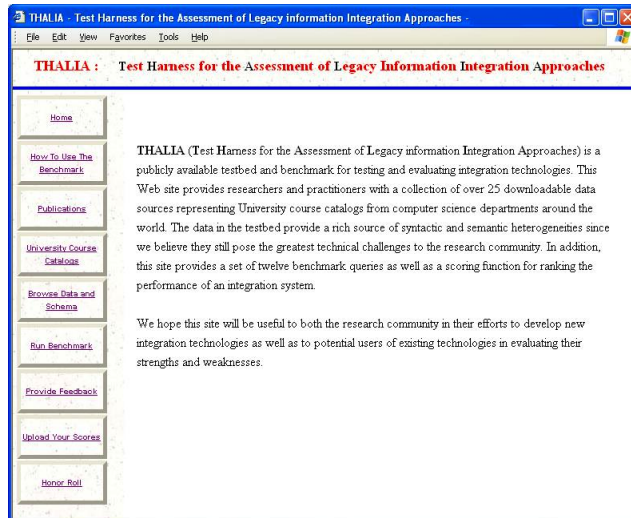 THALIA - Test Harness for the Assessment of Legacy information Integration Approaches -
File Edit View Favorites Tools Help
THALIA : Test Harness for the Assessment of Legacy Information Integration Approaches
Home
How To Use The
Benchmark
Publications
University Course
Catalogs
Browse Data and
Schema
Run Benchmark
Provide Feedback
Upload Your Scores
Honor Roll
THALIA (Test Harness for the Assessment of Legacy information Integration Approaches) is a
publicly available testbed and benchmark for testing and evaluating integration technologies. This
Web site provides researchers and practitioners with a collection of over 25 downloadable data
sources representing University course catalogs from computer science departments around the
world. The data in the testbed provide a rich source of syntactic and semantic heterogeneities since
we believe they still pose the greatest technical challenges to the research community. In addition,
this site provides a set of twelve benchmark queries as well as a scoring function for ranking the
performance of an integration system.
We hope this site will be useful to both the research community in their efforts to develop new
integration technologies as well as to potential users of existing technologies in evaluating their
strengths and weaknesses.